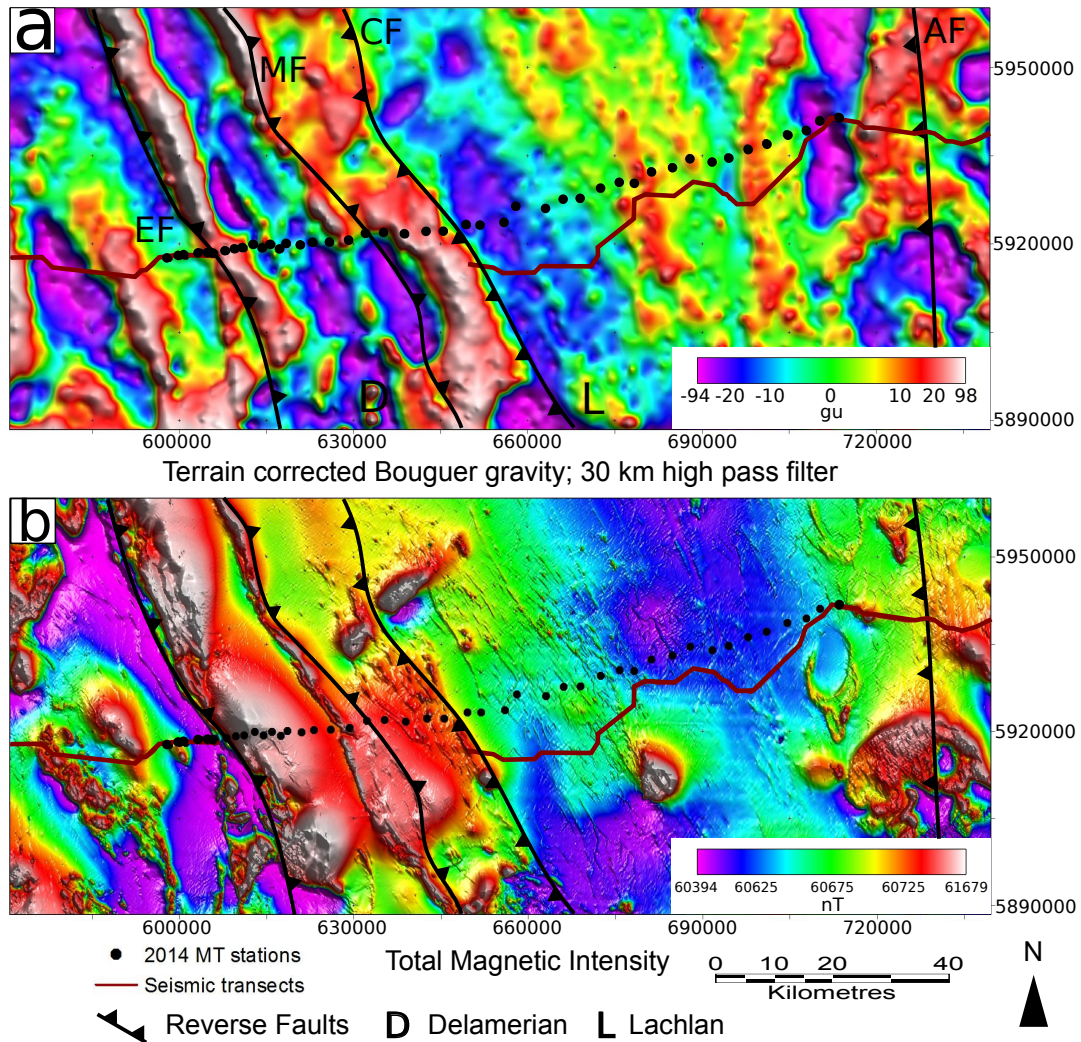 a
CF
MF
AF
EF
D
L
5950000
5920000
5890000
-94 -20 -10 0 10 20 98
gu
600000 630000 660000 690000 720000
Terrain corrected Bouguer gravity; 30 km high pass filter
b
5950000
5920000
5890000
60394 60625 60675 60725 61679
nT
600000 630000 660000 690000 720000
2014 MT stations
Seismic transects
Total Magnetic Intensity
0 10 20 40
Kilometres
N
Reverse Faults D Delamerian L Lachlan